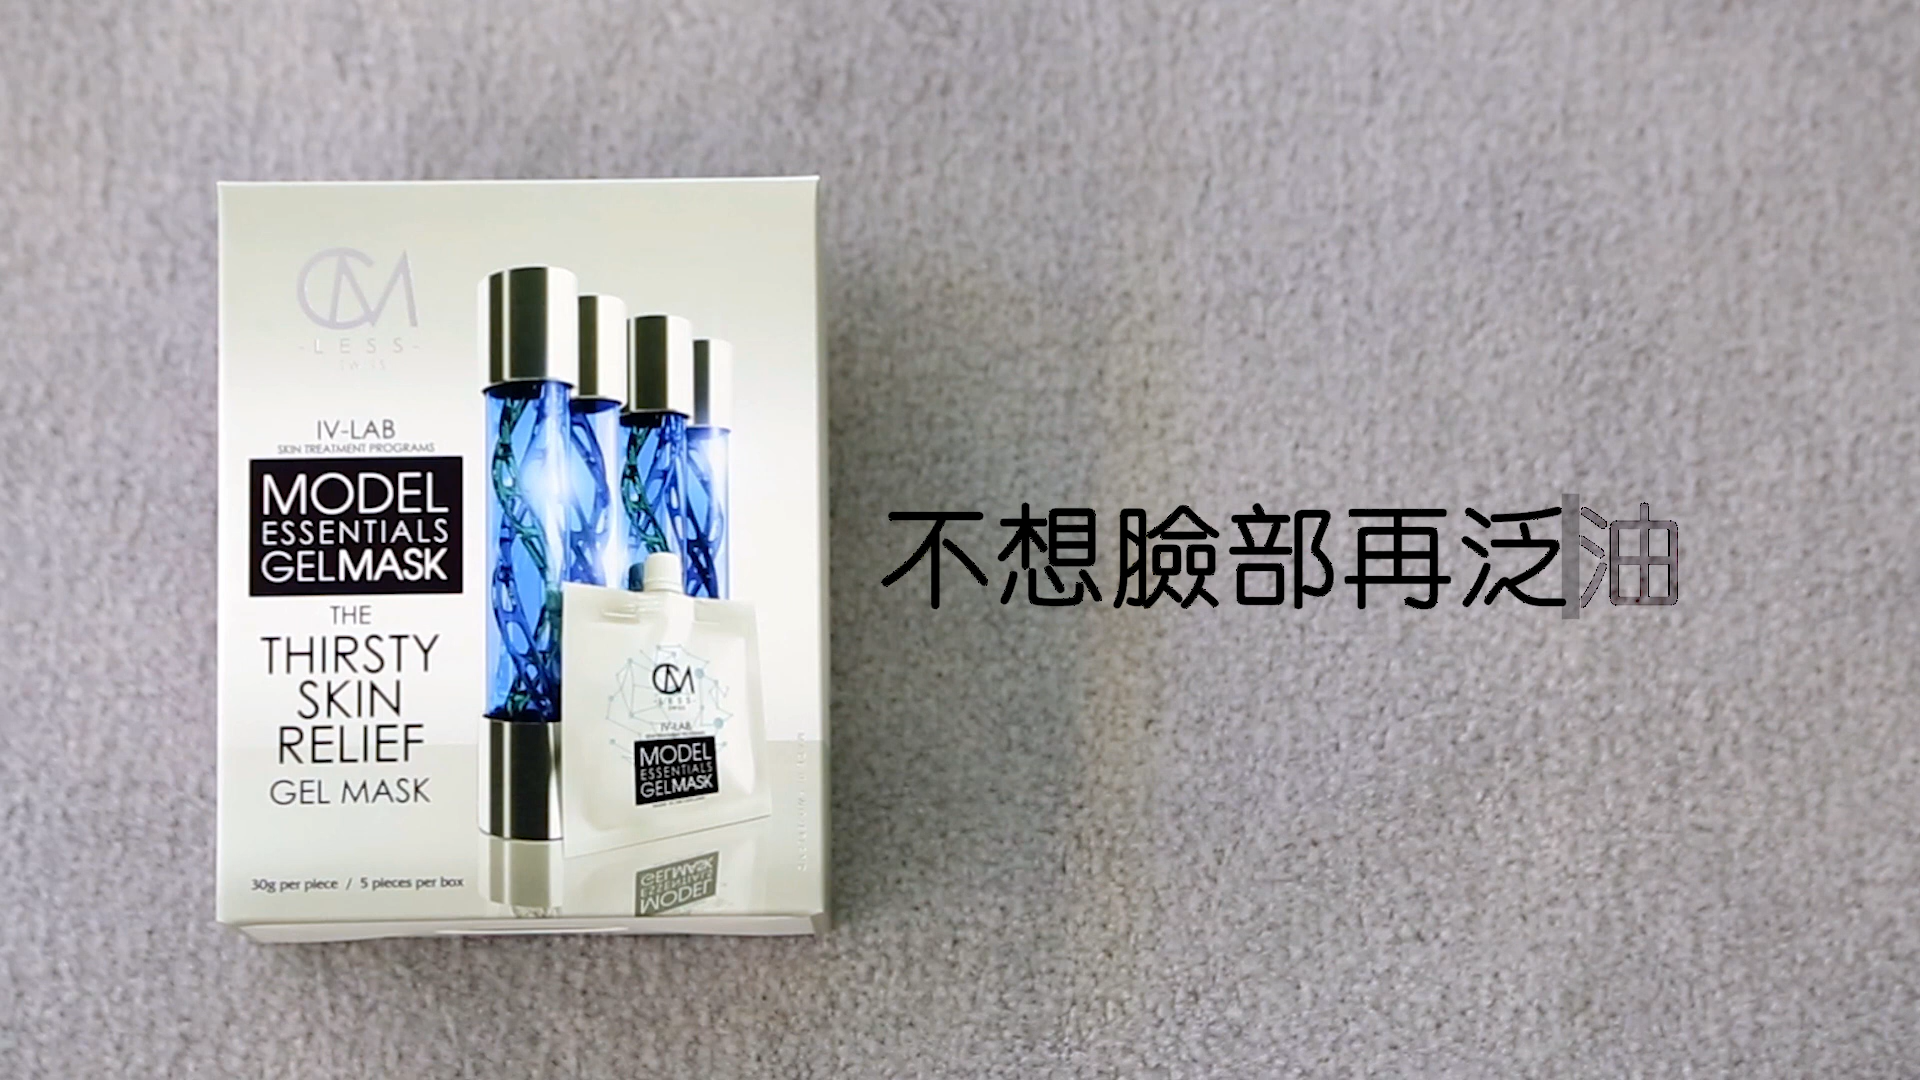 CM
-LESS-
SWISS
IV-LAB
SKIN TREATMENT PROGRAMS
MODEL
ESSENTIALS
GELMASK
THE
THIRSTY
SKIN
RELIEF
GEL MASK
30g per piece / 5 pieces per box
CM
-LESS-
SWISS
IV-LAB
MODEL
ESSENTIALS
GELMASK
不想臉部再泛油